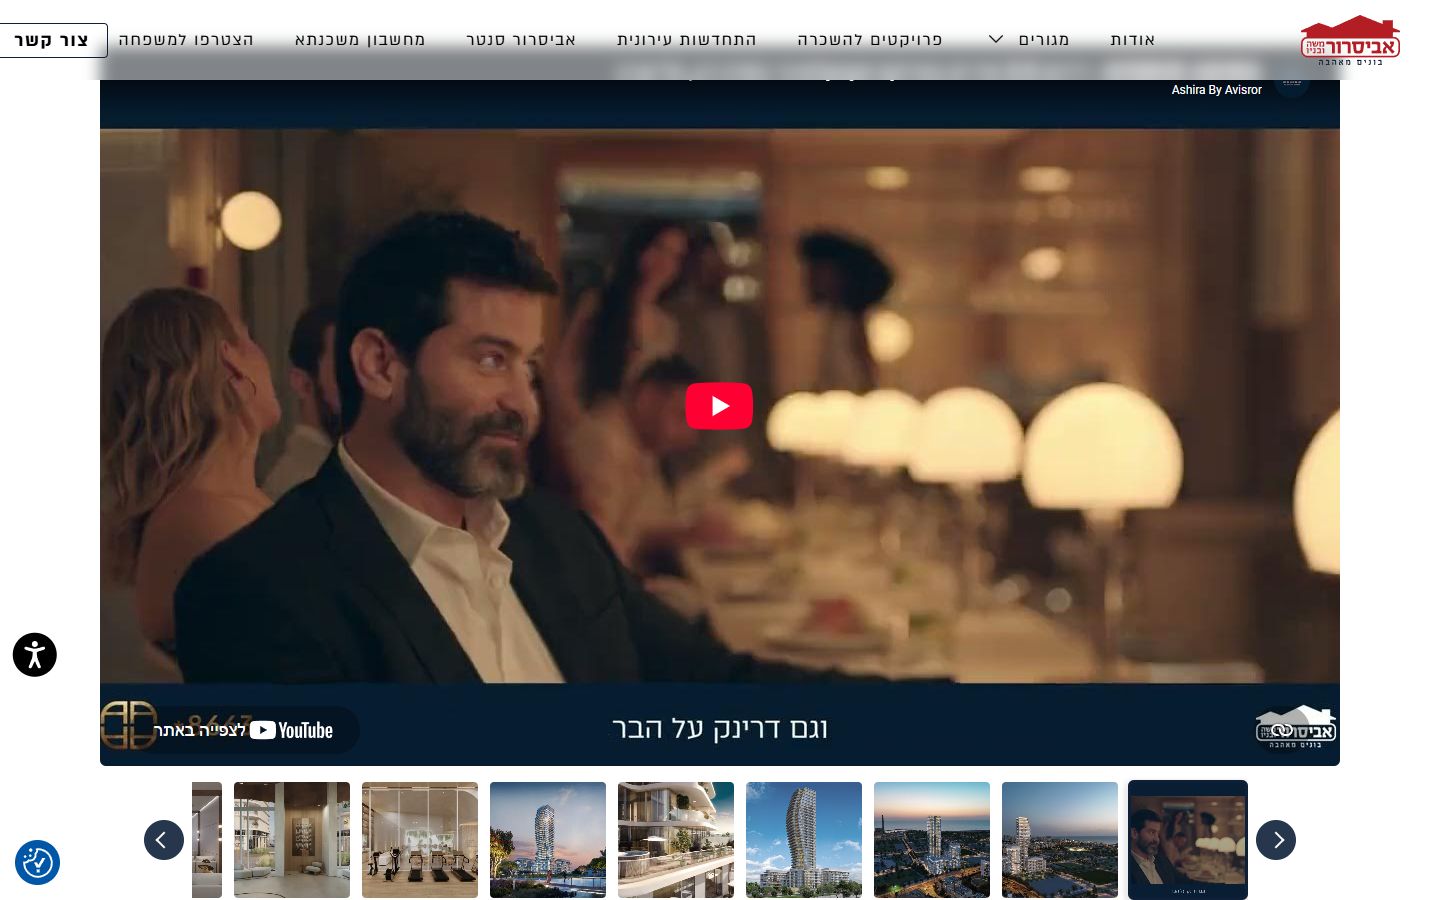 אודות
מגורים
פרויקטים להשכרה
התחדשות עירונית
אביסרור סנטר
מחשבון משכנתא
הצטרפו למשפחה
צור קשר
משה
אביסרור
ובניו
בונים מאהבה
Ashira By Avisror
וגם דרינק על הבר
לצפייה באתר YouTube
*8663
אביסרור
בונים מאהבה